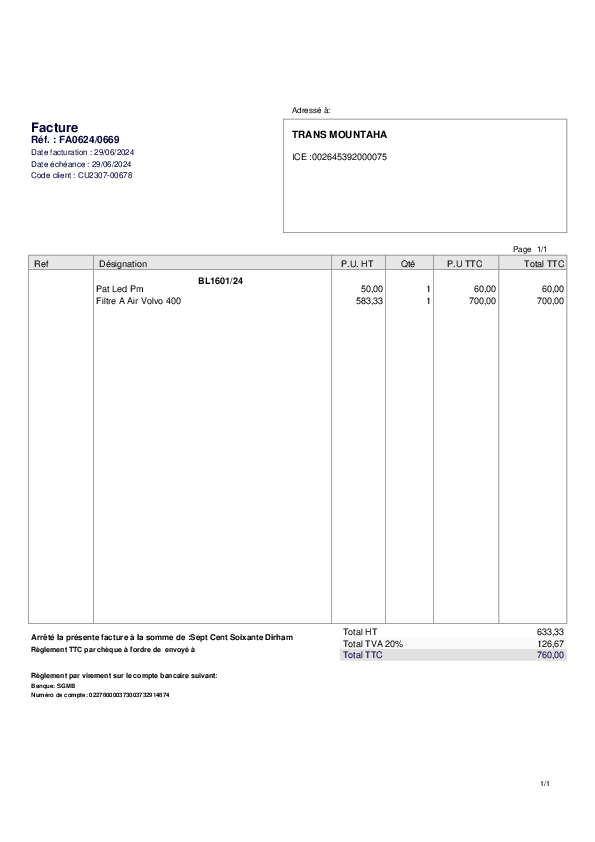 Adressé à:
Facture
Réf. : FA0624/0669
Date facturation : 29/06/2024
Date échéance : 29/06/2024
Code client : CU2307-00678
TRANS MOUNTAHA
ICE :002645392000075
Page 1/1
Ref Désignation P.U. HT Qté P.U TTC Total TTC
BL1601/24
Pat Led Pm 50,00 1 60,00 60,00
Filtre A Air Volvo 400 583,33 1 700,00 700,00
Total HT 633,33
Arrêté la présente facture à la somme de :Sept Cent Soixante Dirham
Total TVA 20% 126,67
Règlement TTC par chèque à l'ordre de envoyé à
Total TTC 760,00
Règlement par virement sur le compte bancaire suivant:
Banque: SGMB
Numéro de compte:
1/1